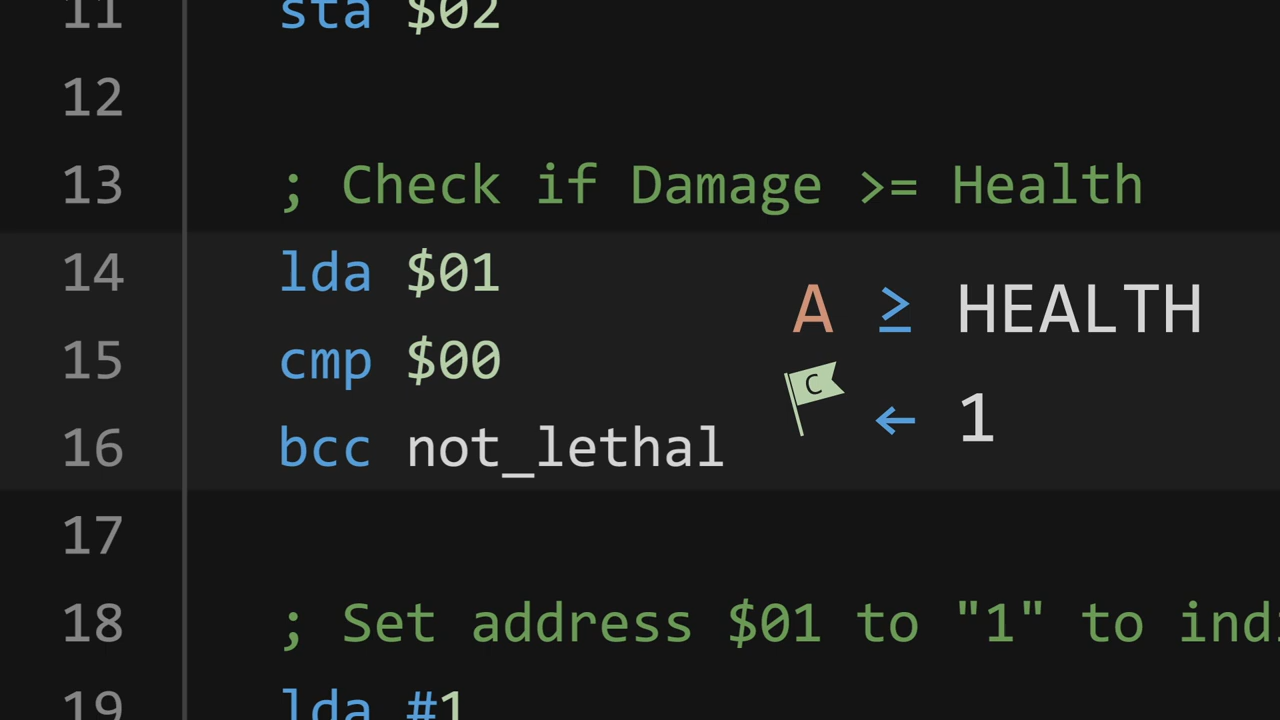 11 sta $02
12
13 ; Check if Damage >= Health
14 lda $01
A ≥ HEALTH
15 cmp $00
C ← 1
16 bcc not_lethal
17
18 ; Set address $01 to "1" to
19 lda #1